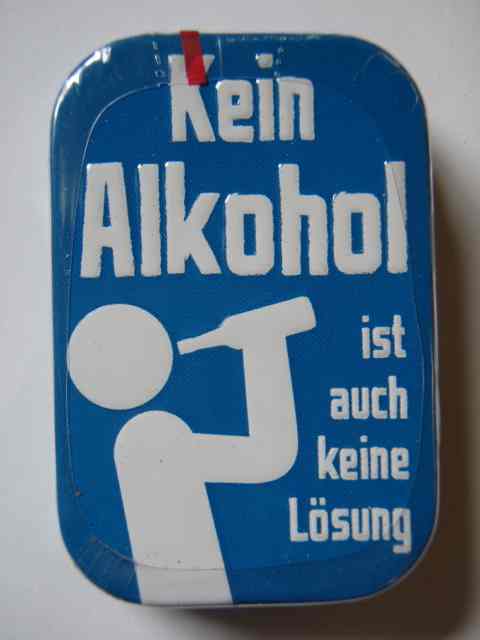 Kein
Alkohol
ist
auch
keine
Lösung